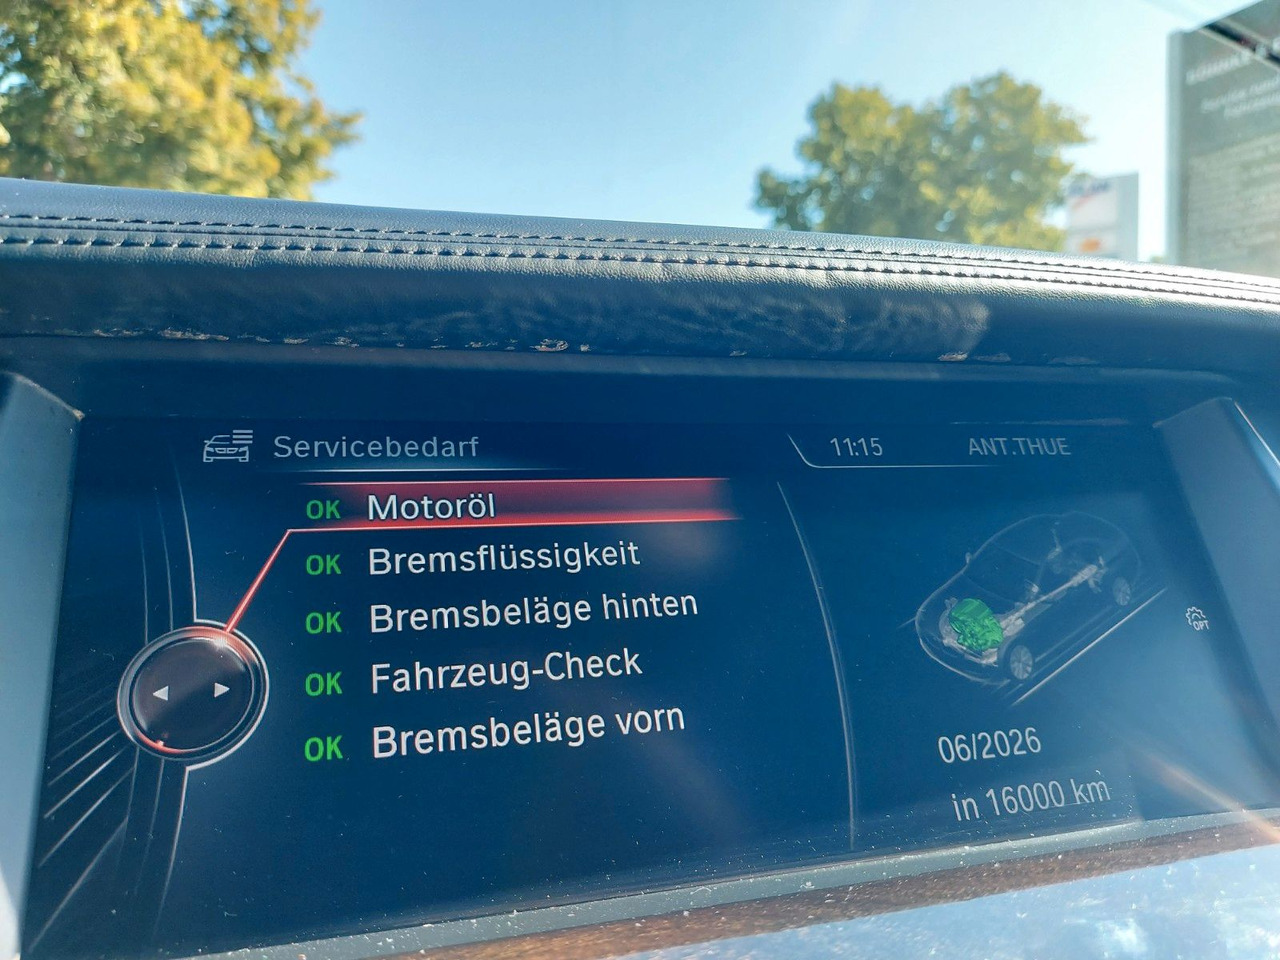 Servicebedarf
11:15
ANT.THUE
OK Motoröl
OK Bremsflüssigkeit
OK Bremsbeläge hinten
OK Fahrzeug-Check
OK Bremsbeläge vorn
OPT
06/2026
in 16000 km